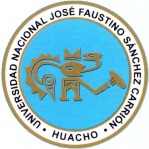 UNIVERSIDAD NACIONAL JOSÉ FAUSTINO SÁNCHEZ CARRIÓN
• HUACHO •